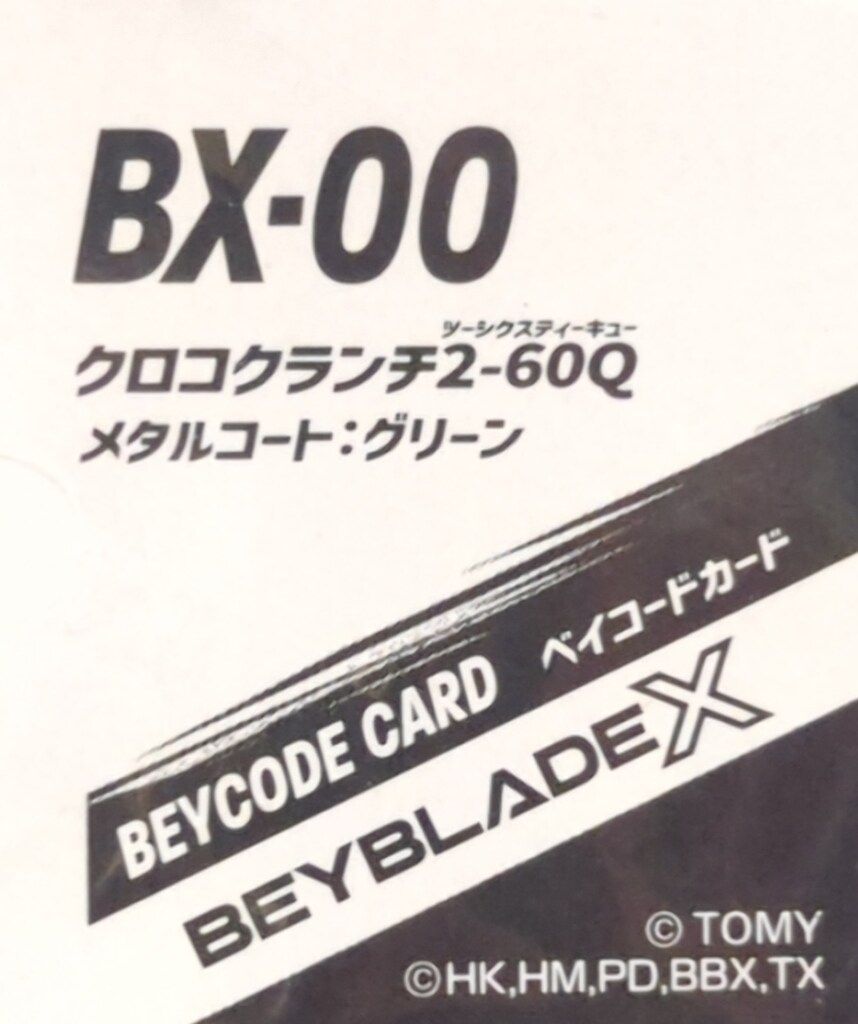 BX-00
ツーシクスティーキュー
クロコクランチ2-60Q
メタルコート:グリーン
BEYCODE CARD ベイコードカード
BEYBLADE X
© TOMY
©HK,HM,PD,BBX,TX